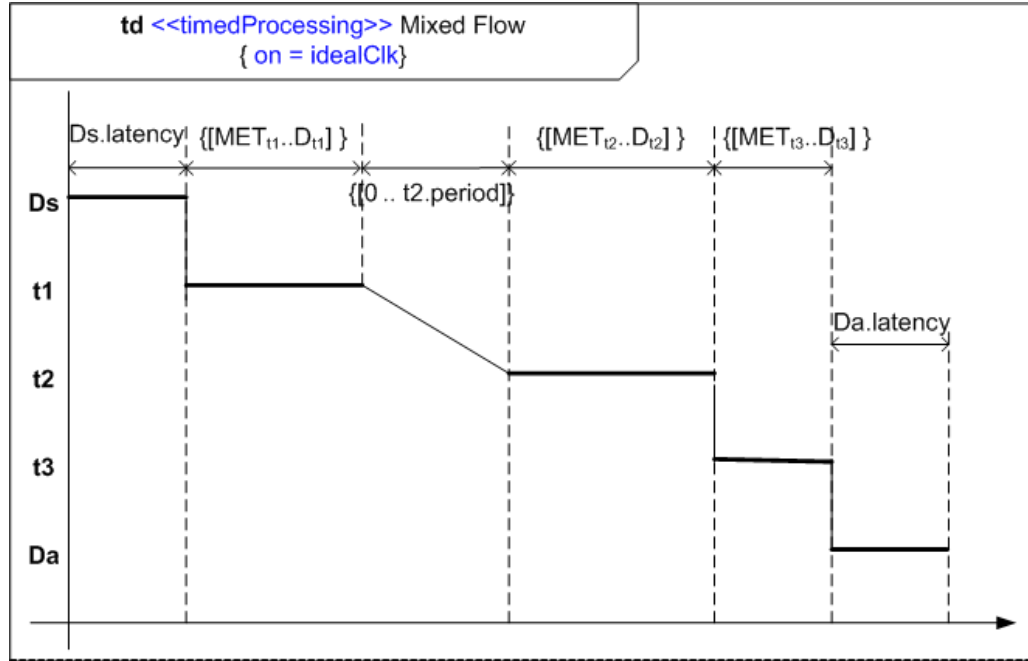 td <<timedProcessing>> Mixed Flow
{ on = idealClk}
Ds.latency {[METt1..Dt1] } {[METt2..Dt2] } {[METt3..Dt3] }
{[0 .. t2.period]}
Ds
t1
Da.latency
t2
t3
Da